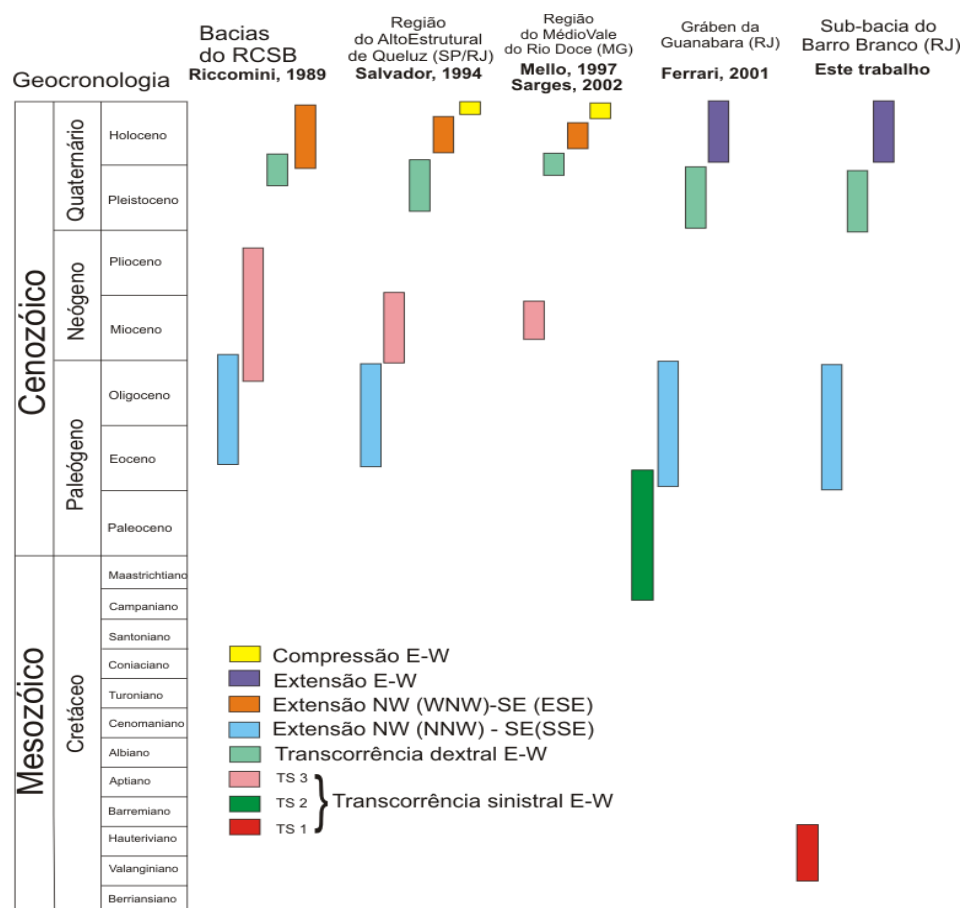 Bacias
do RCSB
Riccomini, 1989
Região
do AltoEstrutural
de Queluz (SP/RJ)
Salvador, 1994
Região
do MédioVale
do Rio Doce (MG)
Mello, 1997
Sarges, 2002
Gráben da
Guanabara (RJ)
Ferrari, 2001
Sub-bacia do
Barro Branco (RJ)
Este trabalho
Geocronologia
Cenozóico
Quaternário
Holoceno
Pleistoceno
Neógeno
Plioceno
Mioceno
Paleógeno
Oligoceno
Eoceno
Paleoceno
Mesozóico
Cretáceo
Maastrichtiano
Campaniano
Santoniano
Coniaciano
Turoniano
Cenomaniano
Albiano
Aptiano
Barremiano
Hauteriviano
Valanginiano
Berriansiano
Compressão E-W
Extensão E-W
Extensão NW (WNW)-SE (ESE)
Extensão NW (NNW) - SE(SSE)
Transcorrência dextral E-W
TS 3
TS 2
TS 1
Transcorrência sinistral E-W